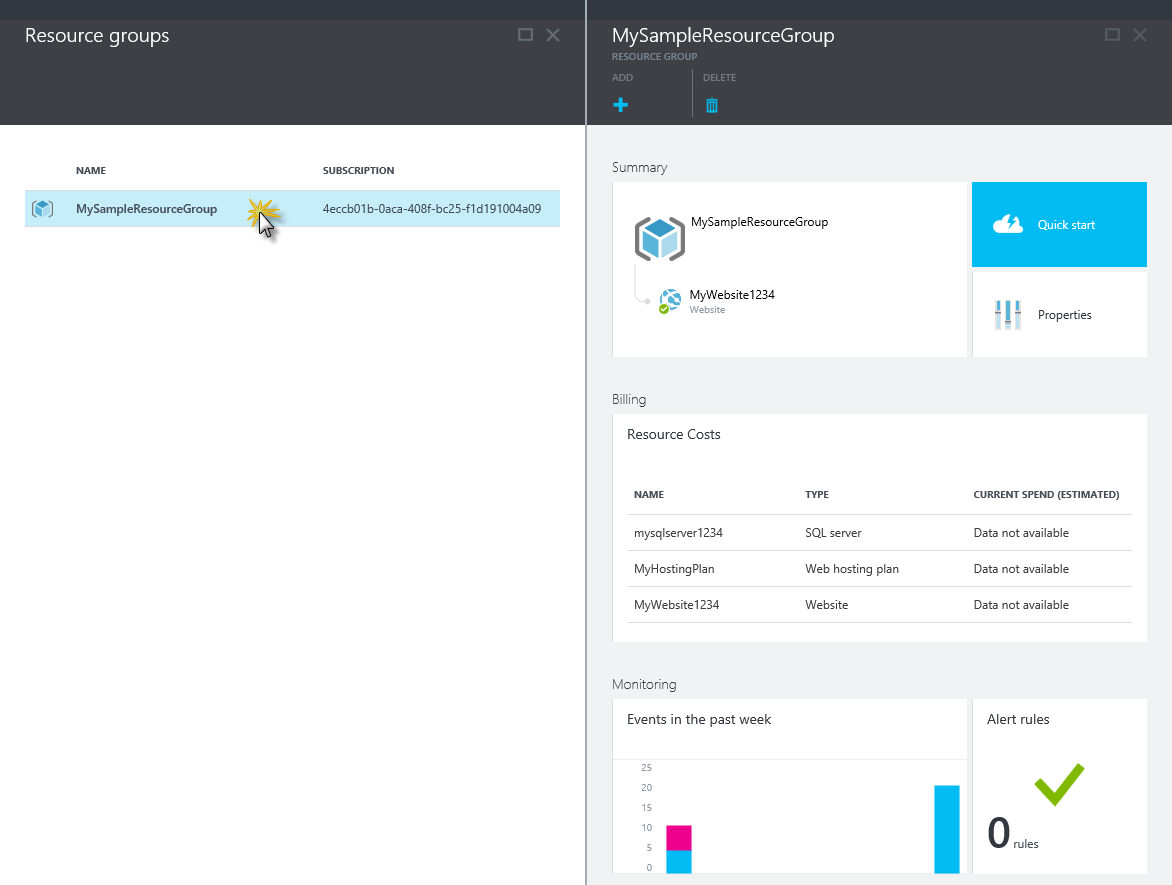 Resource groups
NAME SUBSCRIPTION
MySampleResourceGroup 4eccb01b-0aca-408f-bc25-f1d191004a09
MySampleResourceGroup
RESOURCE GROUP
ADD DELETE
Summary
MySampleResourceGroup
MyWebsite1234
Website
Quick start
Properties
Billing
Resource Costs
NAME TYPE CURRENT SPEND (ESTIMATED)
mysqlserver1234 SQL server Data not available
MyHostingPlan Web hosting plan Data not available
MyWebsite1234 Website Data not available
Monitoring
Events in the past week
25
20
15
10
5
0
Alert rules
0 rules